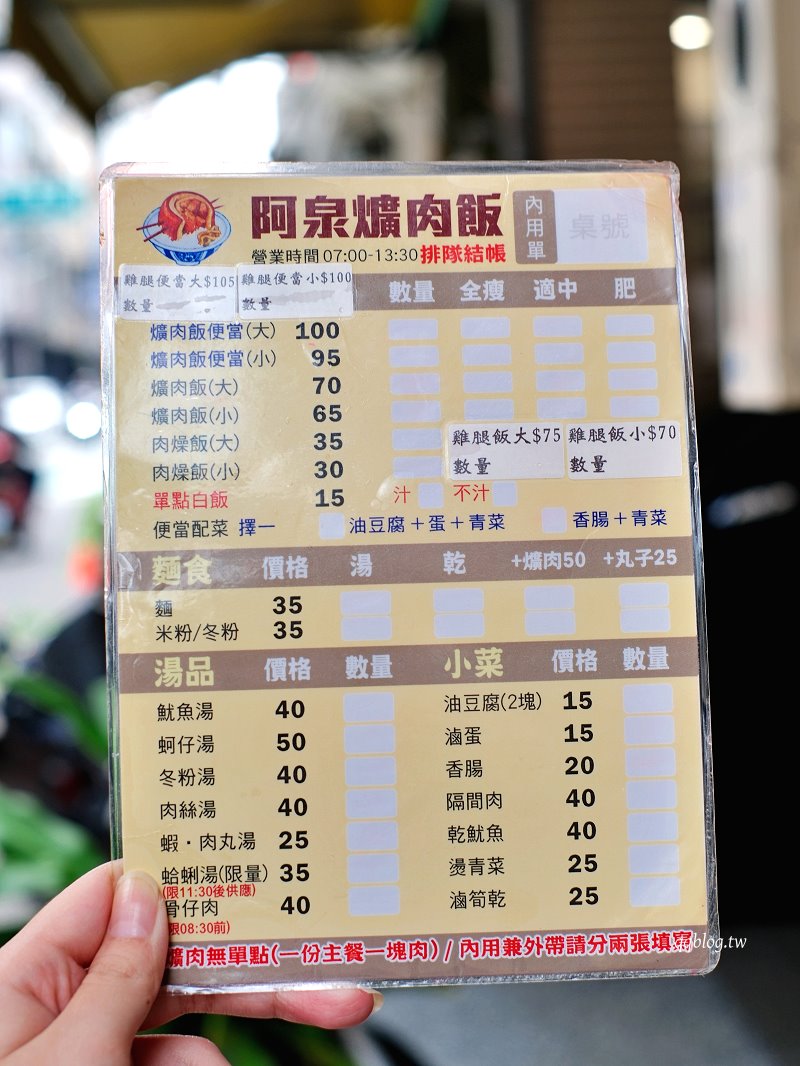 阿泉爌肉飯
內用單
桌號
營業時間 07:00-13:30 排隊結帳
雞腿便當大$105 雞腿便當小$100
數量 數量
數量 全瘦 適中 肥
爌肉飯便當(大) 100
爌肉飯便當(小) 95
爌肉飯(大) 70
爌肉飯(小) 65
肉燥飯(大) 35
肉燥飯(小) 30
雞腿飯大$75 雞腿飯小$70
數量 數量
單點白飯 15 汁 不汁
便當配菜 擇一 油豆腐+蛋+青菜 香腸+青菜
麵食 價格 湯 乾 +爌肉50 +丸子25
麵 35
米粉/冬粉 35
湯品 價格 數量
魷魚湯 40
蚵仔湯 50
冬粉湯 40
肉絲湯 40
蝦・肉丸湯 25
蛤蜊湯(限量) 35
(限11:30後供應)
骨仔肉 40
限08:30前)
小菜 價格 數量
油豆腐(2塊) 15
滷蛋 15
香腸 20
隔間肉 40
乾魷魚 40
燙青菜 25
滷筍乾 25
爌肉無單點(一份主餐一塊肉) / 內用兼外帶請分兩張填寫
blog.tw